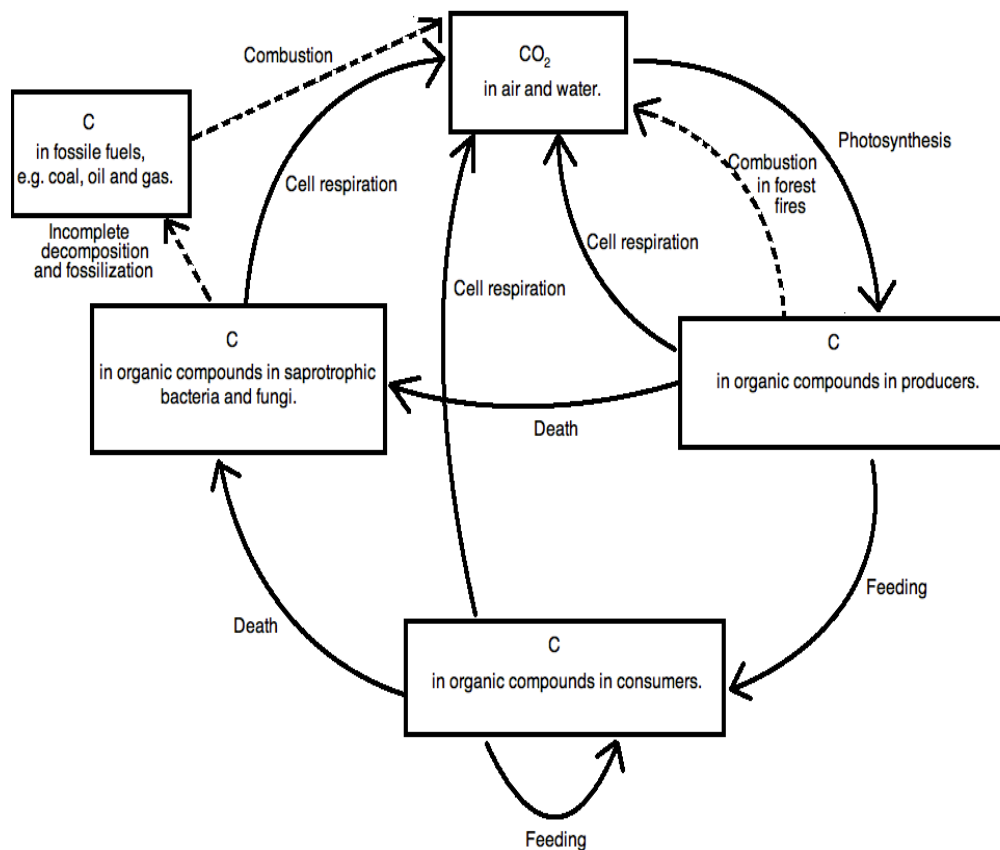 Combustion
CO₂
in air and water.
C
in fossile fuels,
e.g. coal, oil and gas.
Photosynthesis
Combustion
in forest
fires
Cell respiration
Incomplete
decomposition
and fossilization
Cell respiration
Cell respiration
C
in organic compounds in saprotrophic
bacteria and fungi.
C
in organic compounds in producers.
Death
Feeding
Death
C
in organic compounds in consumers.
Feeding